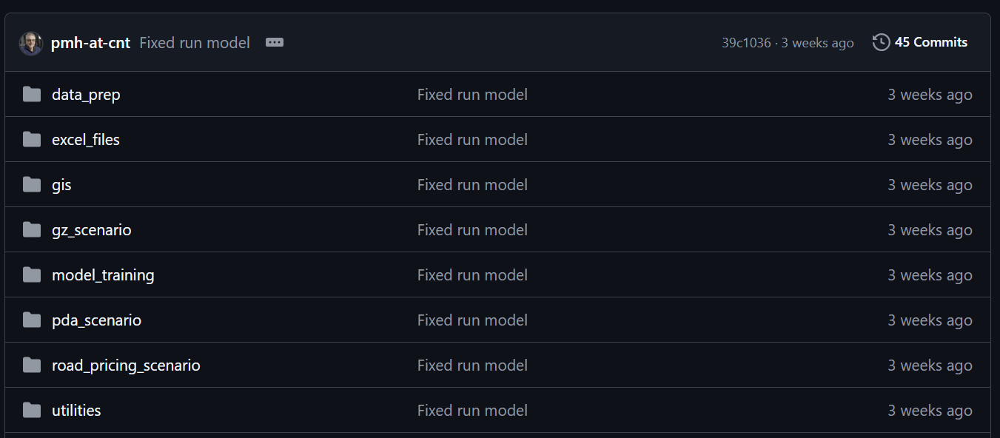 pmh-at-cnt Fixed run model 39c1036 · 3 weeks ago 45 Commits
data_prep Fixed run model 3 weeks ago
excel_files Fixed run model 3 weeks ago
gis Fixed run model 3 weeks ago
gz_scenario Fixed run model 3 weeks ago
model_training Fixed run model 3 weeks ago
pda_scenario Fixed run model 3 weeks ago
road_pricing_scenario Fixed run model 3 weeks ago
utilities Fixed run model 3 weeks ago